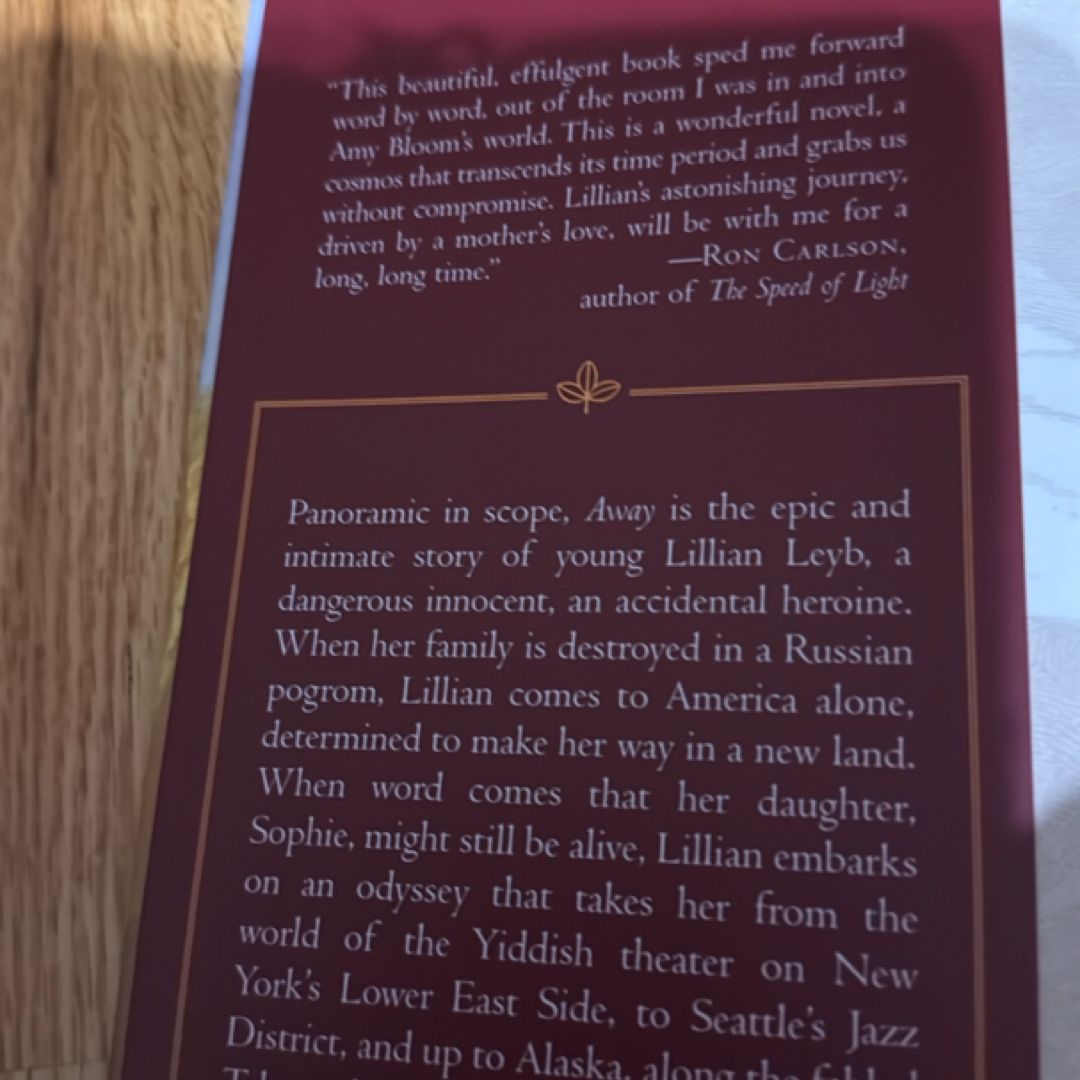 “This beautiful, effulgent book sped me forward
word by word, out of the room I was in and into
Amy Bloom’s world. This is a wonderful novel, a
cosmos that transcends its time period and grabs us
without compromise. Lillian’s astonishing journey,
driven by a mother’s love, will be with me for a
long, long time.”
—Ron Carlson,
author of The Speed of Light
Panoramic in scope, Away is the epic and
intimate story of young Lillian Leyb, a
dangerous innocent, an accidental heroine.
When her family is destroyed in a Russian
pogrom, Lillian comes to America alone,
determined to make her way in a new land.
When word comes that her daughter,
Sophie, might still be alive, Lillian embarks
on an odyssey that takes her from the
world of the Yiddish theater on New
York’s Lower East Side, to Seattle’s Jazz
District, and up to Alaska, along the